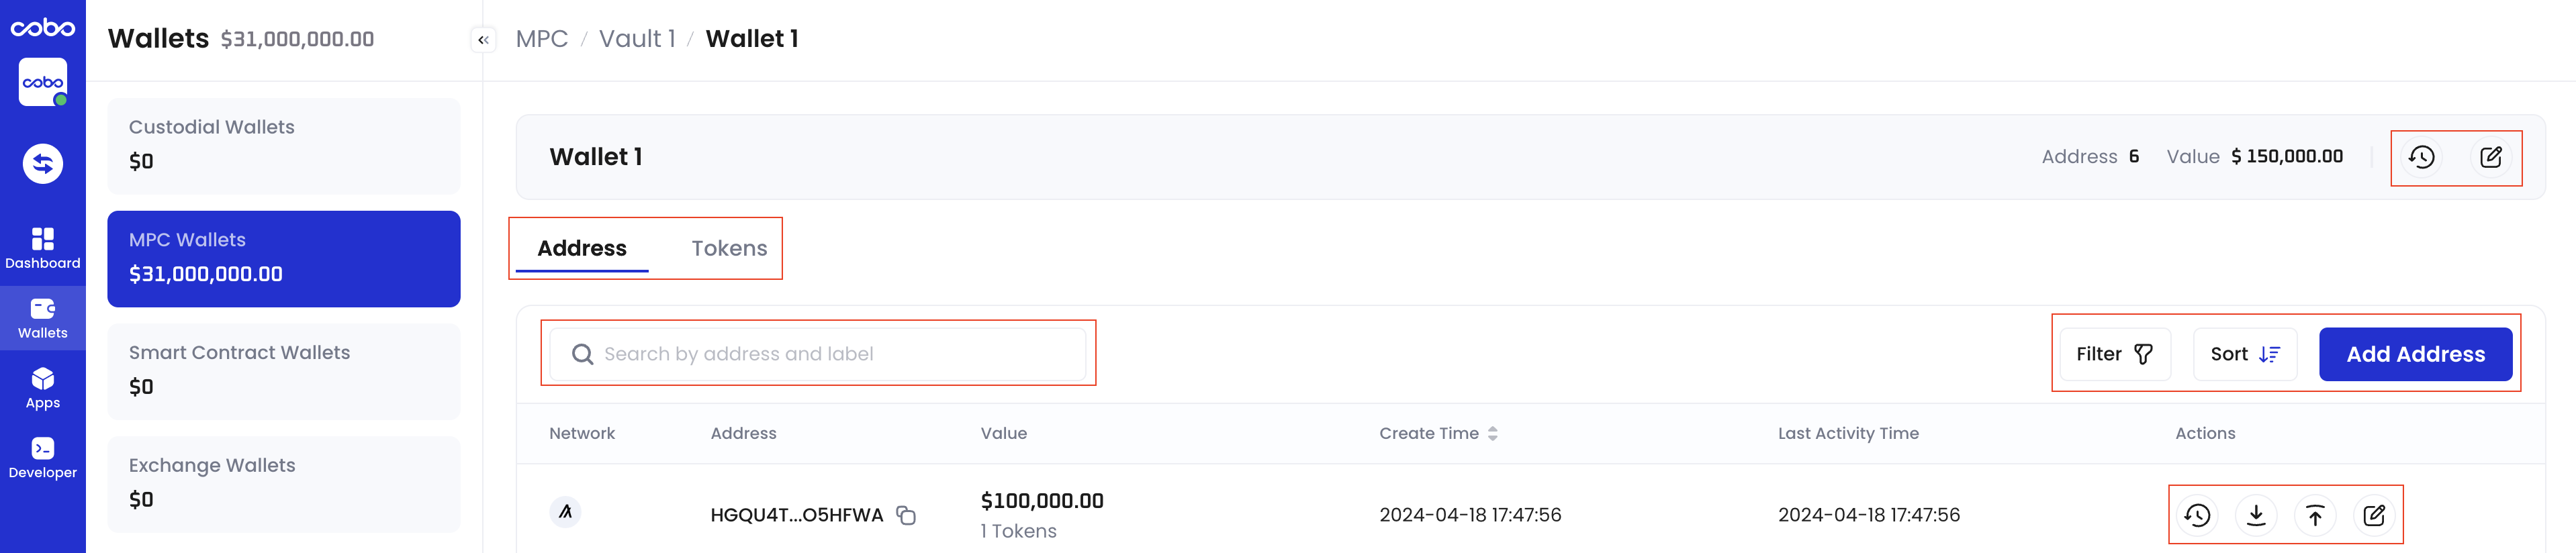 cobo
cobo
Dashboard
Wallets
Apps
Developer
Wallets $31,000,000.00
Custodial Wallets
$0
MPC Wallets
$31,000,000.00
Smart Contract Wallets
$0
Exchange Wallets
$0
MPC / Vault 1 / Wallet 1
Wallet 1 Address 6 Value $ 150,000.00
Address Tokens
Search by address and label Filter Sort Add Address
Network Address Value Create Time Last Activity Time Actions
HGQU4T...O5HFWA $100,000.00 2024-04-18 17:47:56 2024-04-18 17:47:56
1 Tokens